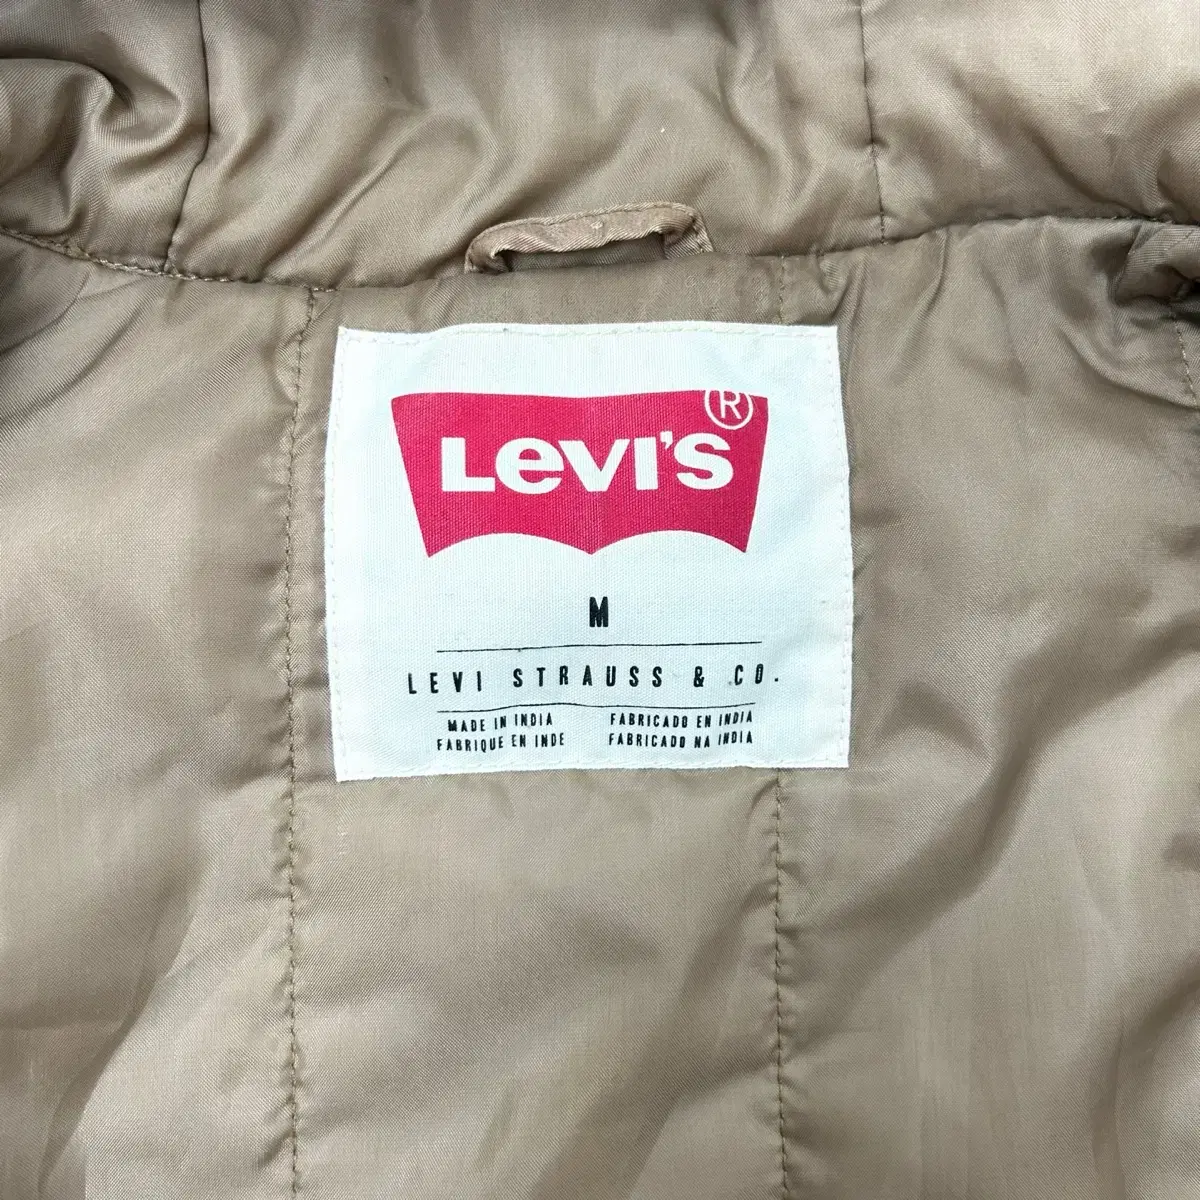 LEVI'S®
M
LEVI STRAUSS & CO.
MADE IN INDIA
FABRIQUE EN INDE
FABRICADO EN INDIA
FABRICADO NA INDIA